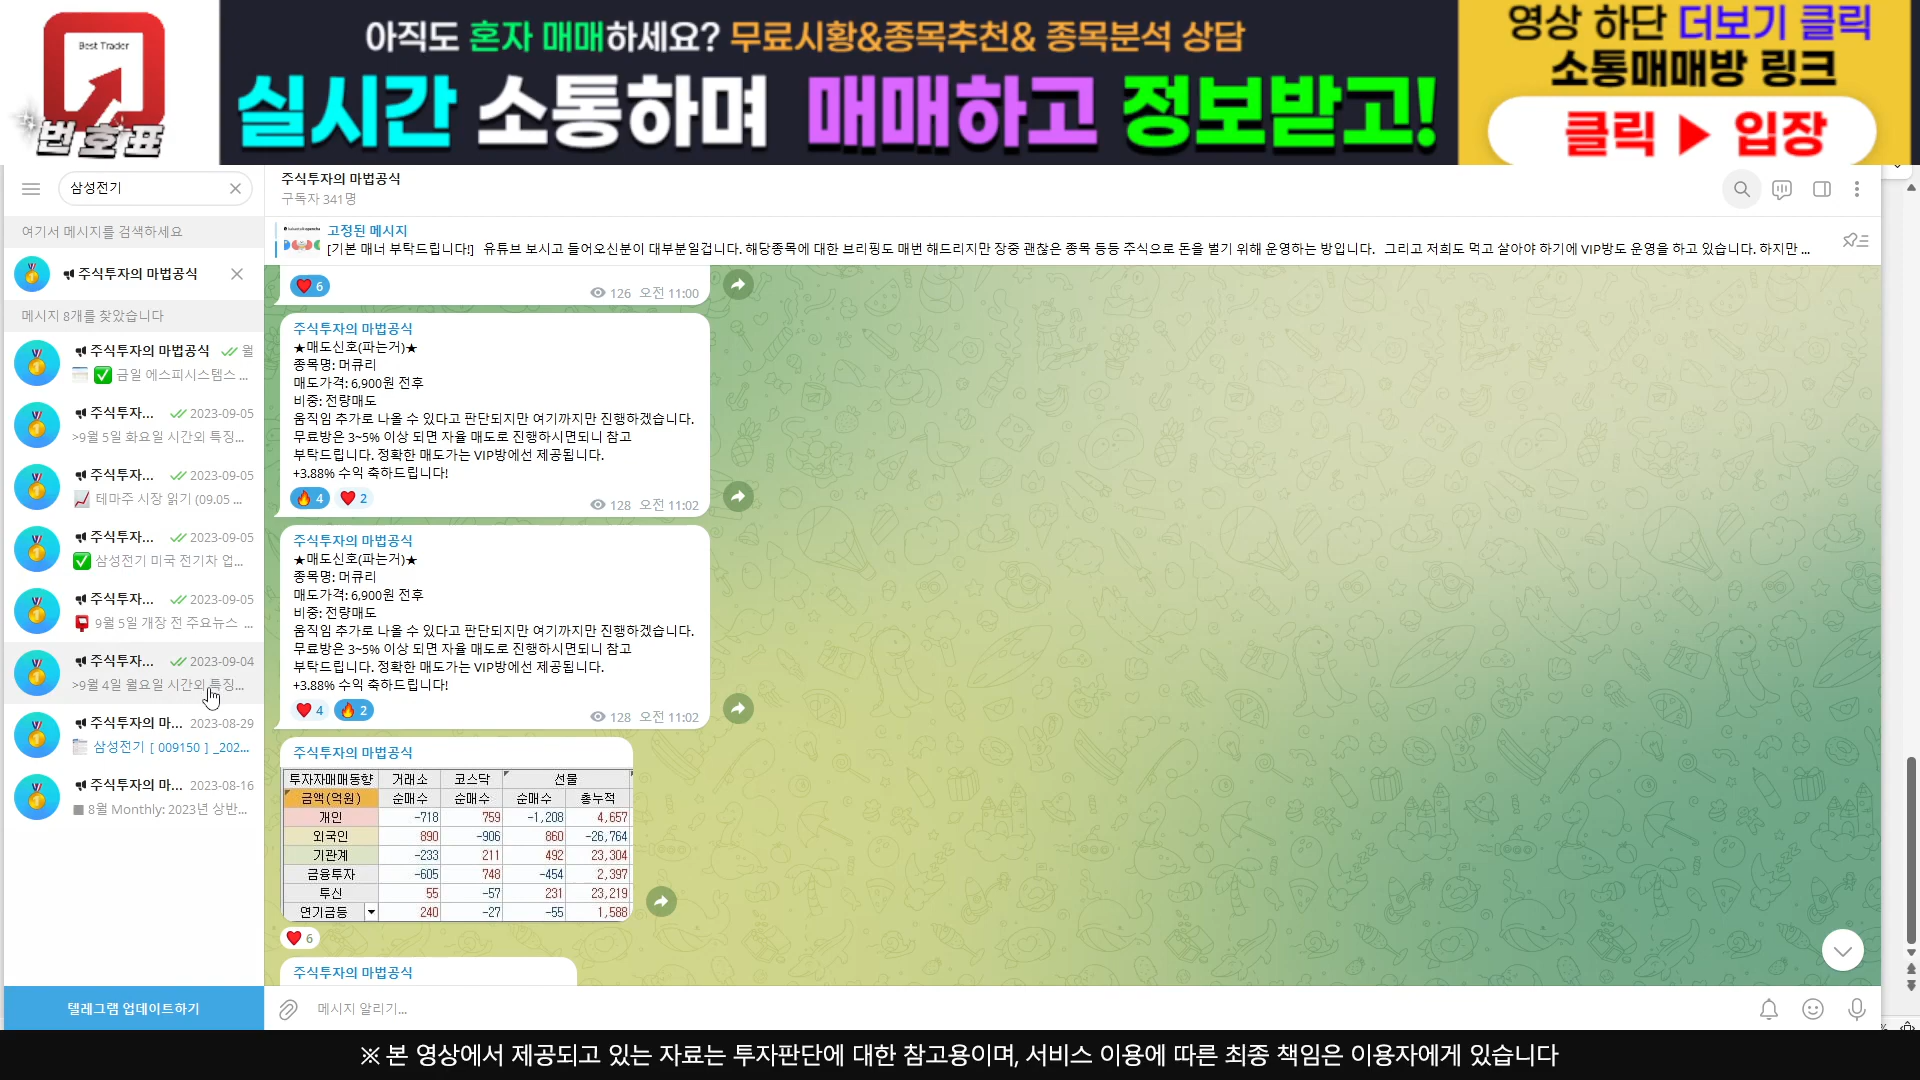 Best Trader
번호표
아직도 혼자 매매하세요? 무료시황&종목추천& 종목분석 상담
실시간 소통하며 매매하고 정보받고!
영상 하단 더보기 클릭
소통매매방 링크
클릭 ▶ 입장
삼성전기
여기서 메시지를 검색하세요
주식투자의 마법공식
메시지 8개를 찾았습니다
주식투자의 마법공식 월
✅ 금일 에스피시스템스 ...
주식투자... 2023-09-05
>9월 5일 화요일 시간외 특징...
주식투자... 2023-09-05
테마주 시장 읽기 (09.05 ...
주식투자... 2023-09-05
✅ 삼성전기 미국 전기차 업...
주식투자... 2023-09-05
9월 5일 개장 전 주요뉴스 ...
주식투자... 2023-09-04
>9월 4일 월요일 시간외 특징...
주식투자의 마... 2023-08-29
삼성전기 [ 009150 ] _202...
주식투자의 마... 2023-08-16
■ 8월 Monthly: 2023년 상반...
텔레그램 업데이트하기
주식투자의 마법공식
구독자 341명
고정된 메시지
[기본 매너 부탁드립니다!] 유튜브 보시고 들어오신분이 대부분일겁니다. 해당종목에 대한 브리핑도 매번 해드리지만 장중 괜찮은 종목 등등 주식으로 돈을 벌기 위해 운영하는 방입니다. 그리고 저희도 먹고 살아야 하기에 VIP방도 운영을 하고 있습니다. 하지만 ...
❤️ 6 126 오전 11:00
주식투자의 마법공식
★매도신호(파는거)★
종목명: 머큐리
매도가격: 6,900원 전후
비중: 전량매도
움직임 추가로 나올 수 있다고 판단되지만 여기까지만 진행하겠습니다.
무료방은 3~5% 이상 되면 자율 매도로 진행하시면되니 참고
부탁드립니다. 정확한 매도가는 VIP방에선 제공됩니다.
+3.88% 수익 축하드립니다!
🔥 4 ❤️ 2 128 오전 11:02
주식투자의 마법공식
★매도신호(파는거)★
종목명: 머큐리
매도가격: 6,900원 전후
비중: 전량매도
움직임 추가로 나올 수 있다고 판단되지만 여기까지만 진행하겠습니다.
무료방은 3~5% 이상 되면 자율 매도로 진행하시면되니 참고
부탁드립니다. 정확한 매도가는 VIP방에선 제공됩니다.
+3.88% 수익 축하드립니다!
❤️ 4 🔥 2 128 오전 11:02
주식투자의 마법공식
투자자매매동향 거래소 코스닥 선물
금액(억원) 순매수 순매수 순매수 총누적
개인 -718 759 -1,208 4,657
외국인 890 -906 860 -26,764
기관계 -233 211 492 23,304
금융투자 -605 748 -454 2,397
투신 55 -57 231 23,219
연기금등 240 -27 -55 1,588
❤️ 6
주식투자의 마법공식
메시지 알리기...
※ 본 영상에서 제공되고 있는 자료는 투자판단에 대한 참고용이며, 서비스 이용에 따른 최종 책임은 이용자에게 있습니다